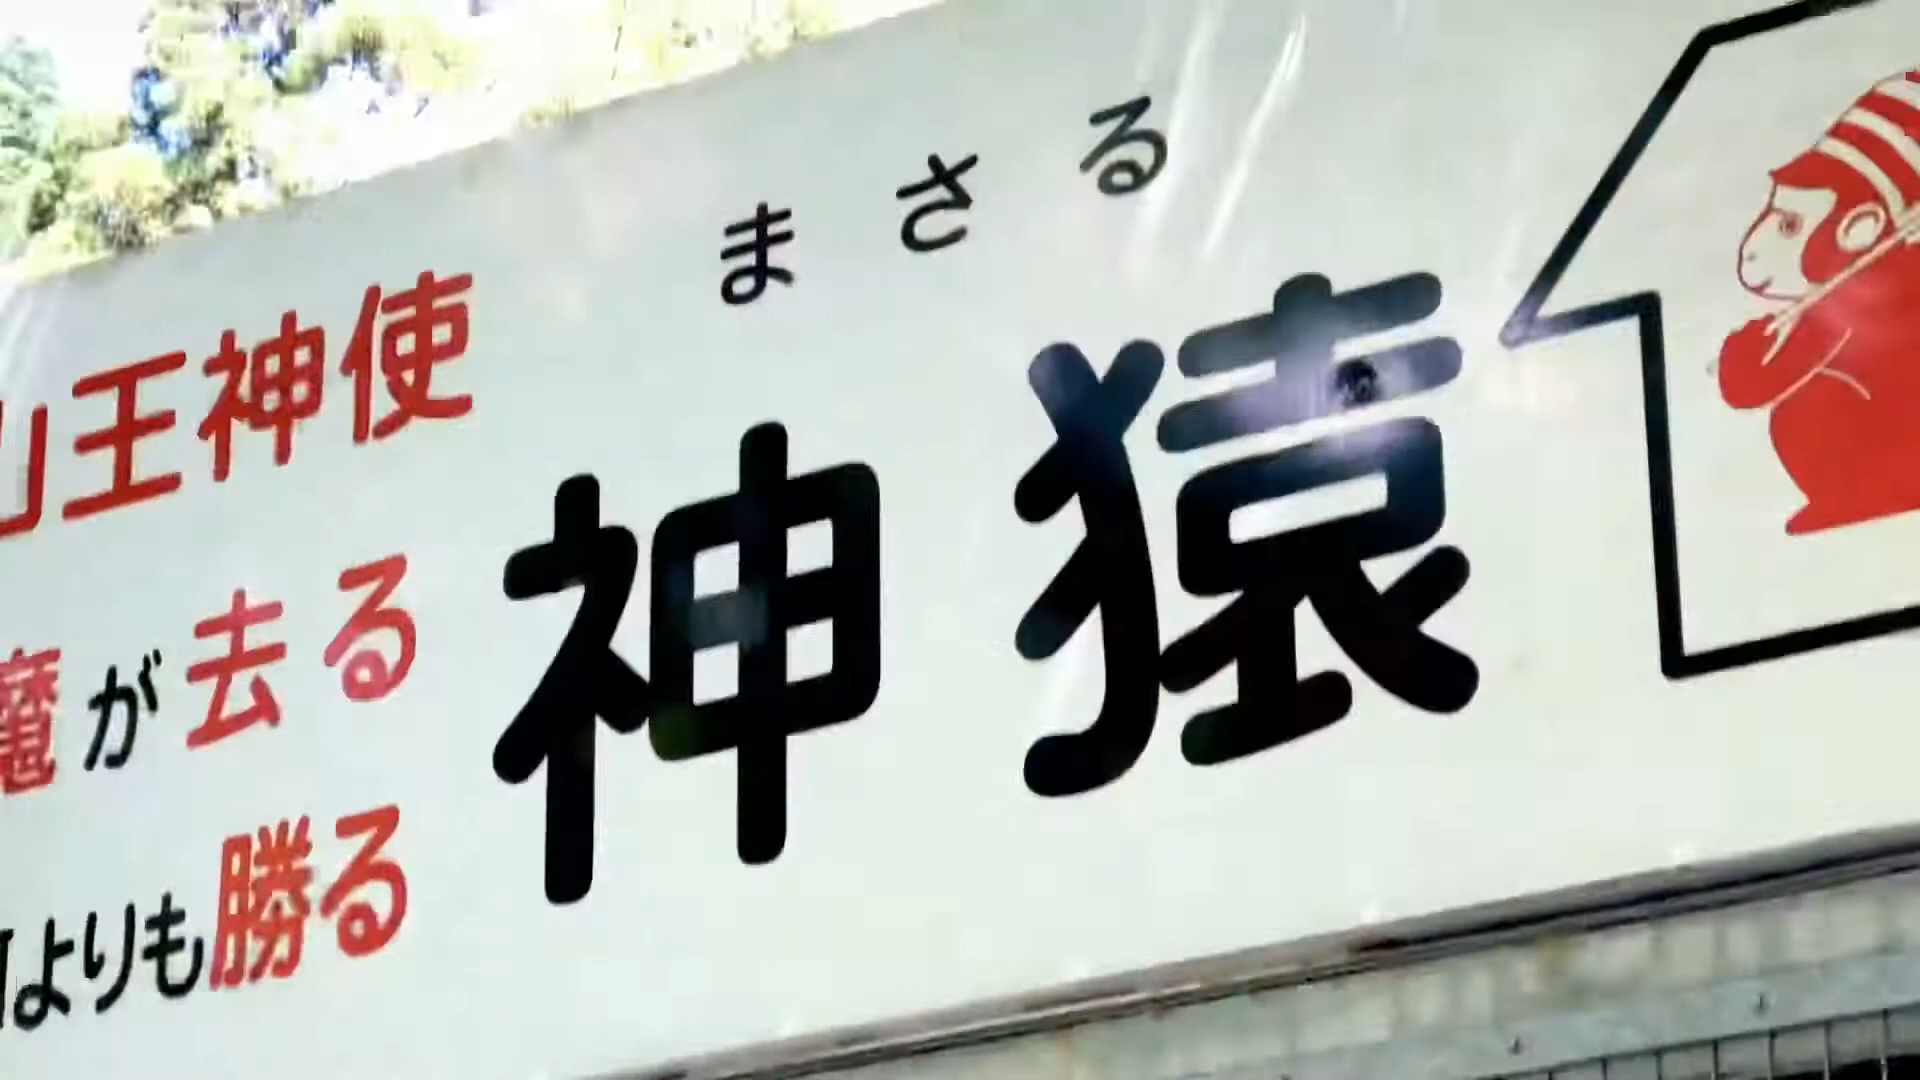 山王神使
魔が去る
よりも勝る
まさる
神猿